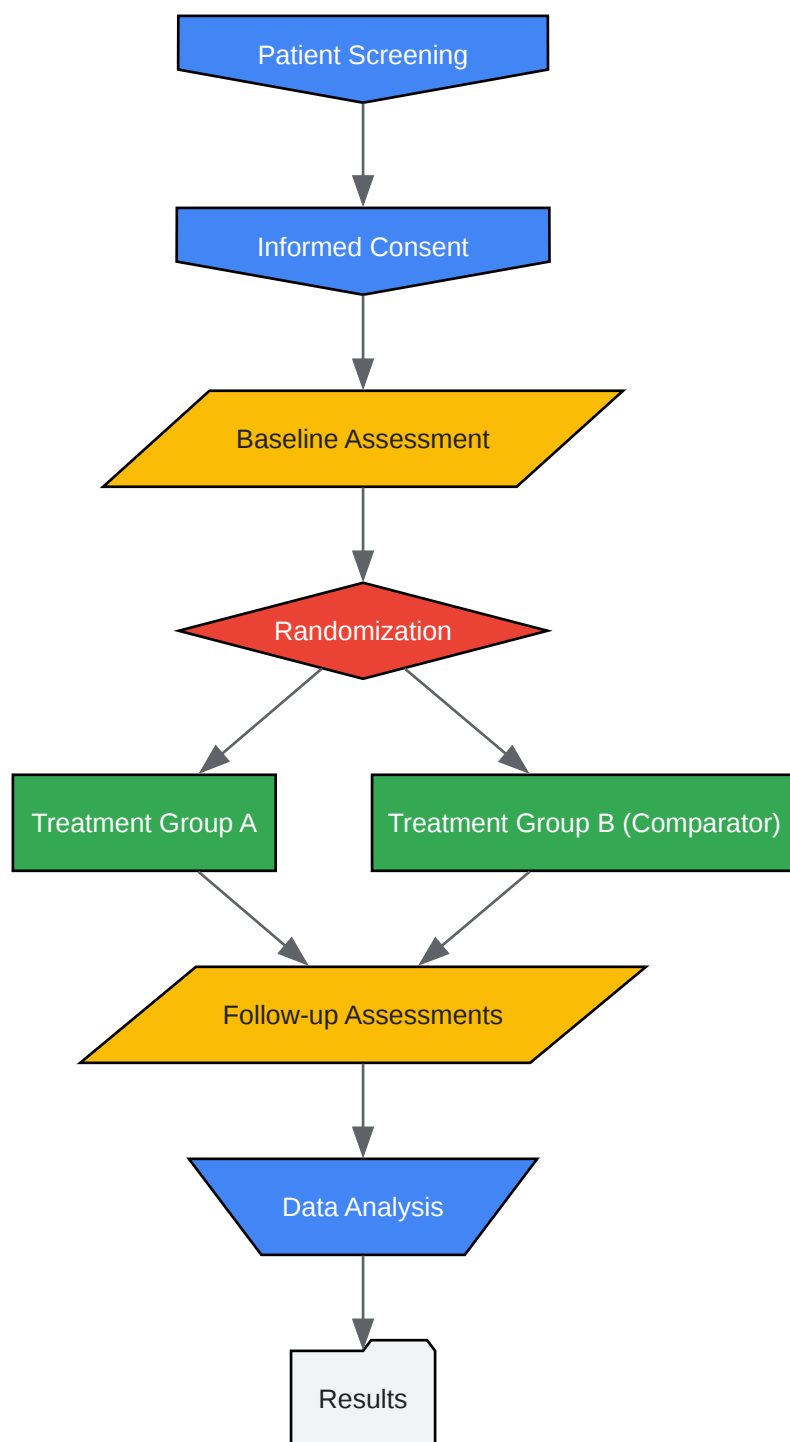 Patient Screening
Informed Consent
Baseline Assessment
Randomization
Treatment Group A
Treatment Group B (Comparator)
Follow-up Assessments
Data Analysis
Results